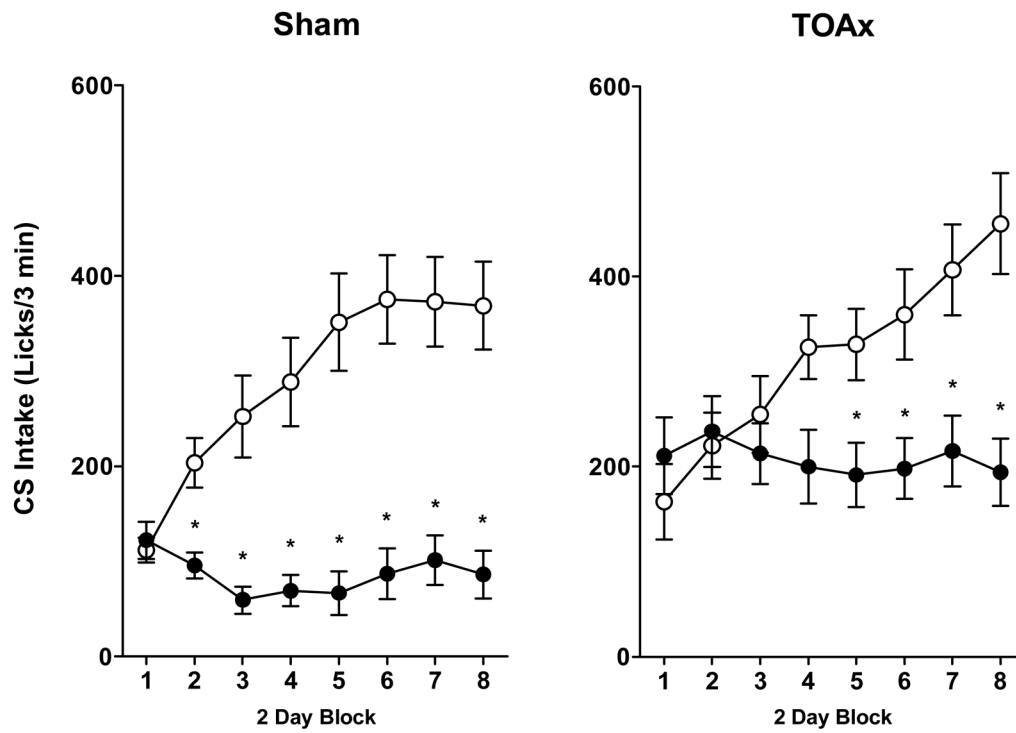 Sham
TOAx
CS Intake (Licks/3 min)
600
400
200
0
* * * * * * *
1 2 3 4 5 6 7 8
2 Day Block
600
400
200
0
* * * *
1 2 3 4 5 6 7 8
2 Day Block